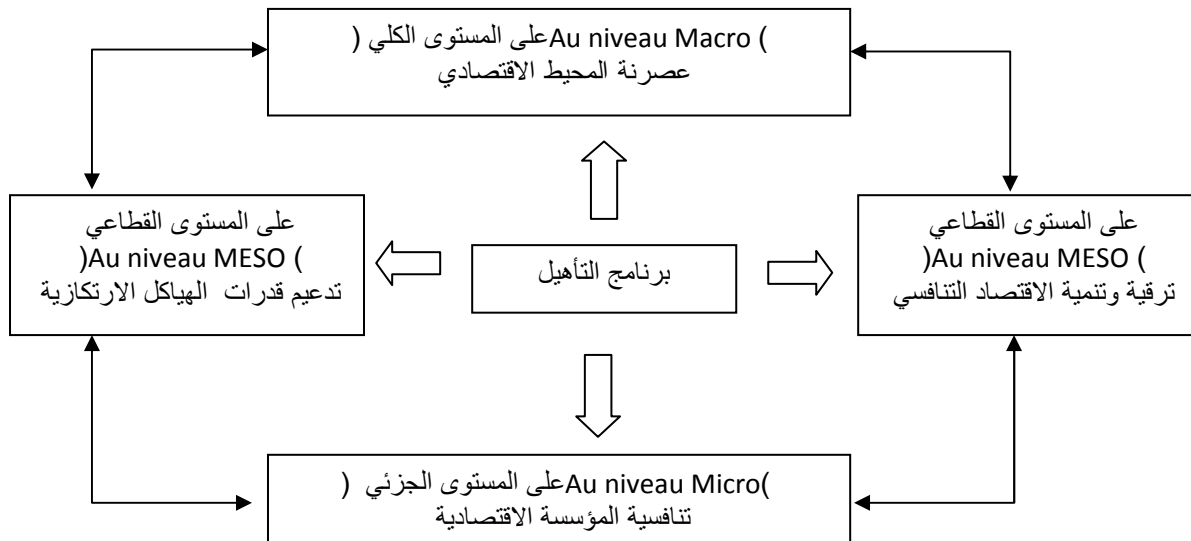 على المستوى الكلي ( Au niveau Macro )
عصرنة المحيط الاقتصادي
على المستوى القطاعي
( Au niveau MESO )
ترقية وتنمية الاقتصاد التنافسي
برنامج التأهيل
على المستوى القطاعي
( Au niveau MESO )
تدعيم قدرات الهياكل الارتكازية
على المستوى الجزئي ( Au niveau Micro )
تنافسية المؤسسة الاقتصادية